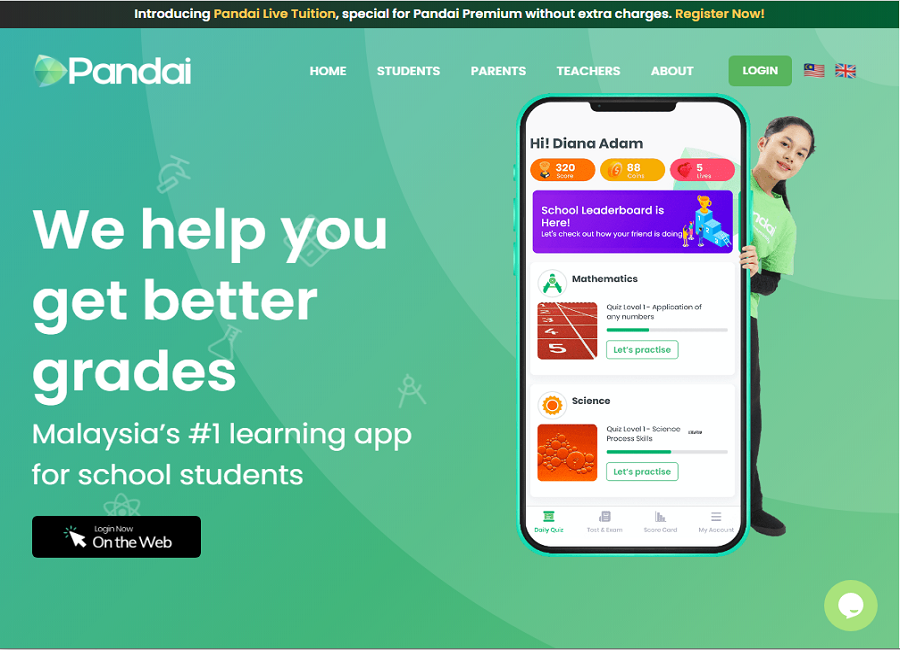 Introducing Pandai Live Tuition, special for Pandai Premium without extra charges. Register Now!
Pandai
HOME STUDENTS PARENTS TEACHERS ABOUT LOGIN
We help you
get better
grades
Malaysia's #1 learning app
for school students
Login Now
On the Web
Hi! Diana Adam
320
Score
88
Coins
5
Lives
School Leaderboard is
Here!
Let's check out how your friend is doing
Mathematics
Quiz Level 1 - Application of
any numbers
5
Let's practise
Science
Quiz Level 1 - Science
Process Skills
Let's practise
Daily Quiz Test & Exam Score Card My Account